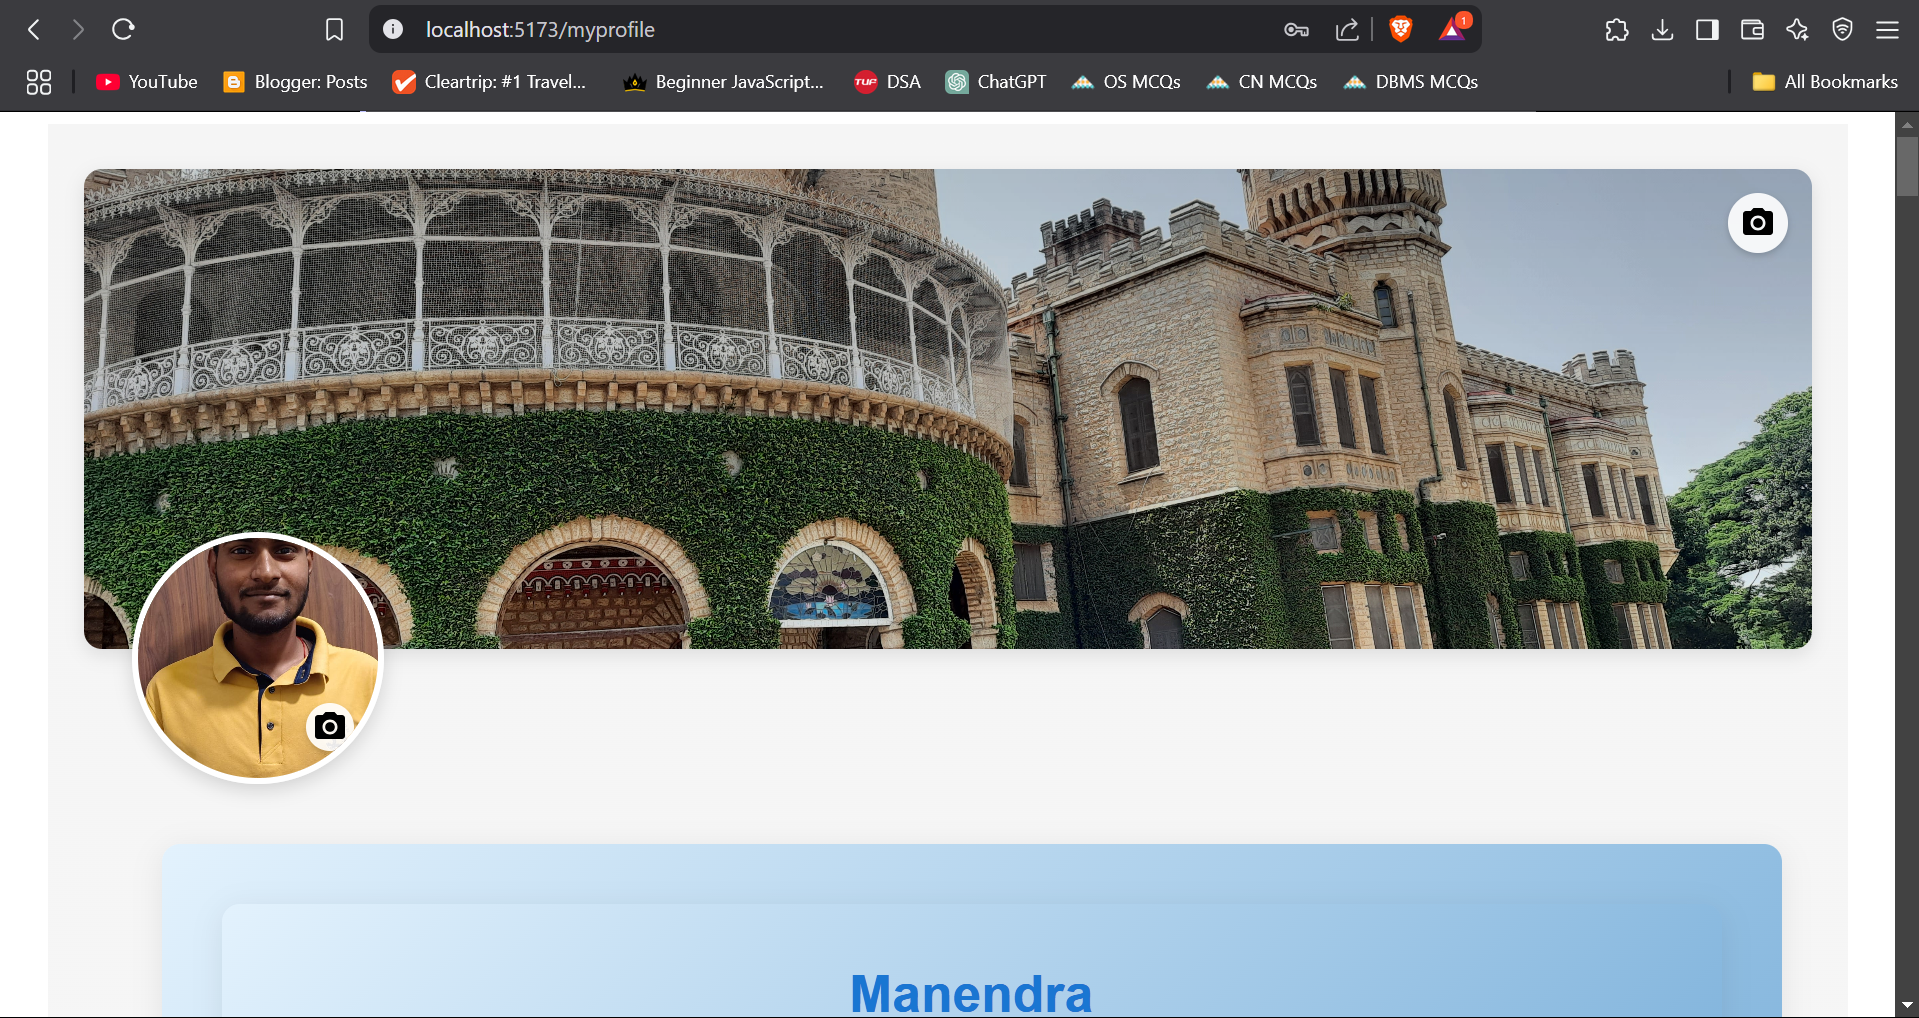 localhost:5173/myprofile
1
YouTube
Blogger: Posts
Cleartrip: #1 Travel...
Beginner JavaScript...
TUF
DSA
ChatGPT
OS MCQs
CN MCQs
DBMS MCQs
All Bookmarks
Manendra